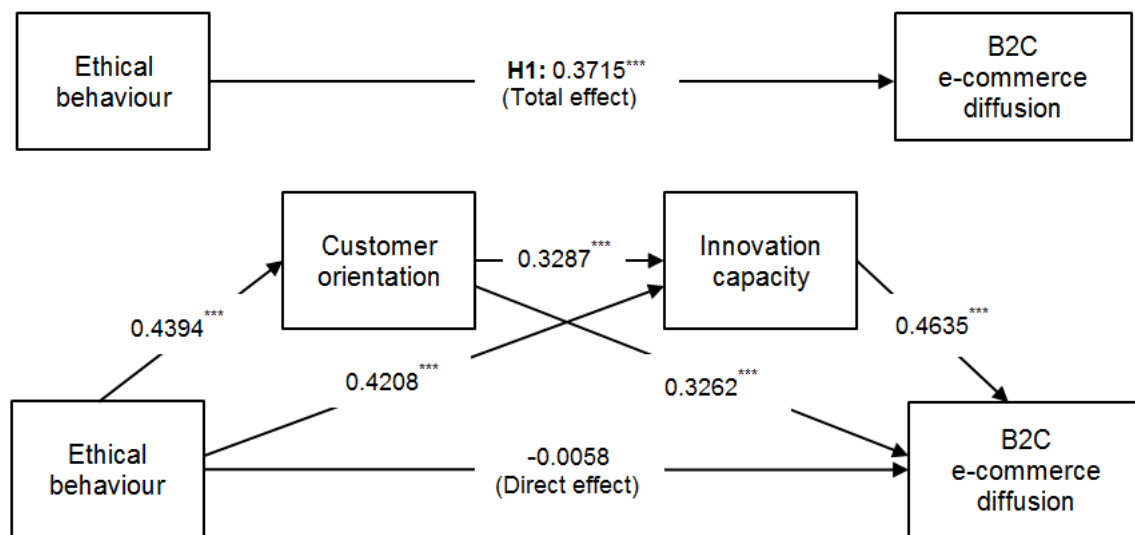 Ethical
behaviour
H1: 0.3715***
(Total effect)
B2C
e-commerce
diffusion
Customer
orientation
0.3287***
Innovation
capacity
0.4394***
0.4635***
0.4208***
0.3262***
Ethical
behaviour
-0.0058
(Direct effect)
B2C
e-commerce
diffusion